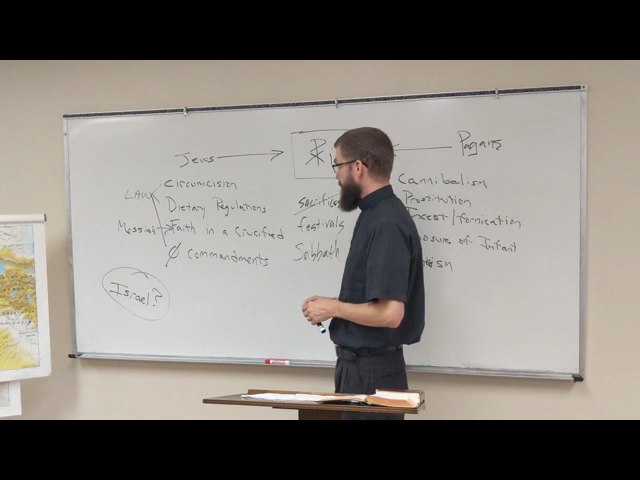 Jews
Pagans
Circumcision
LAW
Dietary Regulations
Messiah
Faith in a Crucified
∅ Commandments
Israel?
sacrifices
festivals
Sabbath
Cannibalism
Prostitution
Incest/Fornication
of Infant